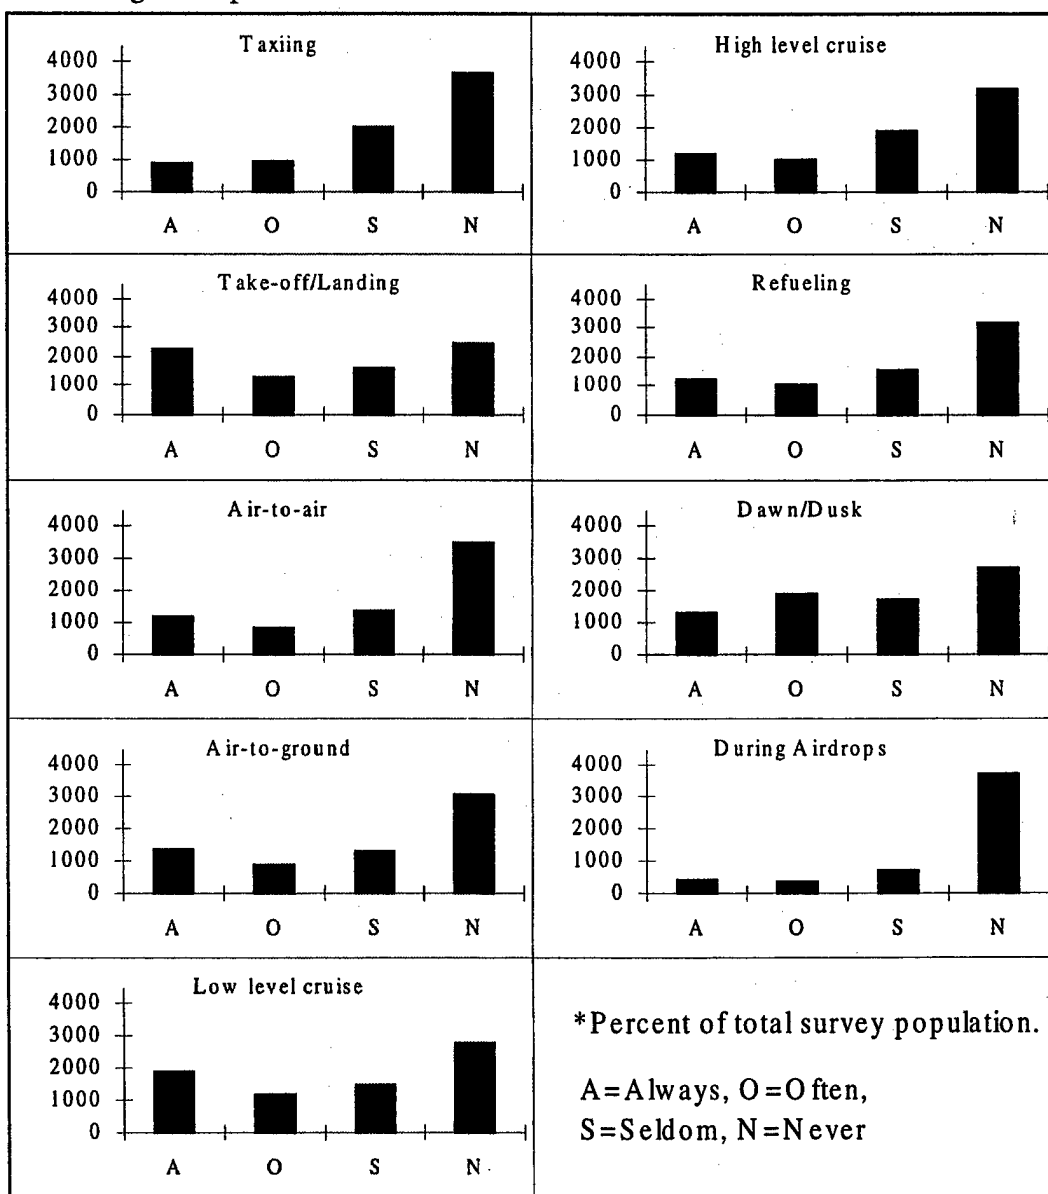 Taxiing
4000
3000
2000
1000
0
A O S N
High level cruise
4000
3000
2000
1000
0
A O S N
Take-off/Landing
4000
3000
2000
1000
0
A O S N
Refueling
4000
3000
2000
1000
0
A O S N
Air-to-air
4000
3000
2000
1000
0
A O S N
Dawn/Dusk
4000
3000
2000
1000
0
A O S N
Air-to-ground
4000
3000
2000
1000
0
A O S N
During Airdrops
4000
3000
2000
1000
0
A O S N
Low level cruise
4000
3000
2000
1000
0
A O S N
*Percent of total survey population.
A=Always, O=Often,
S=Seldom, N=Never